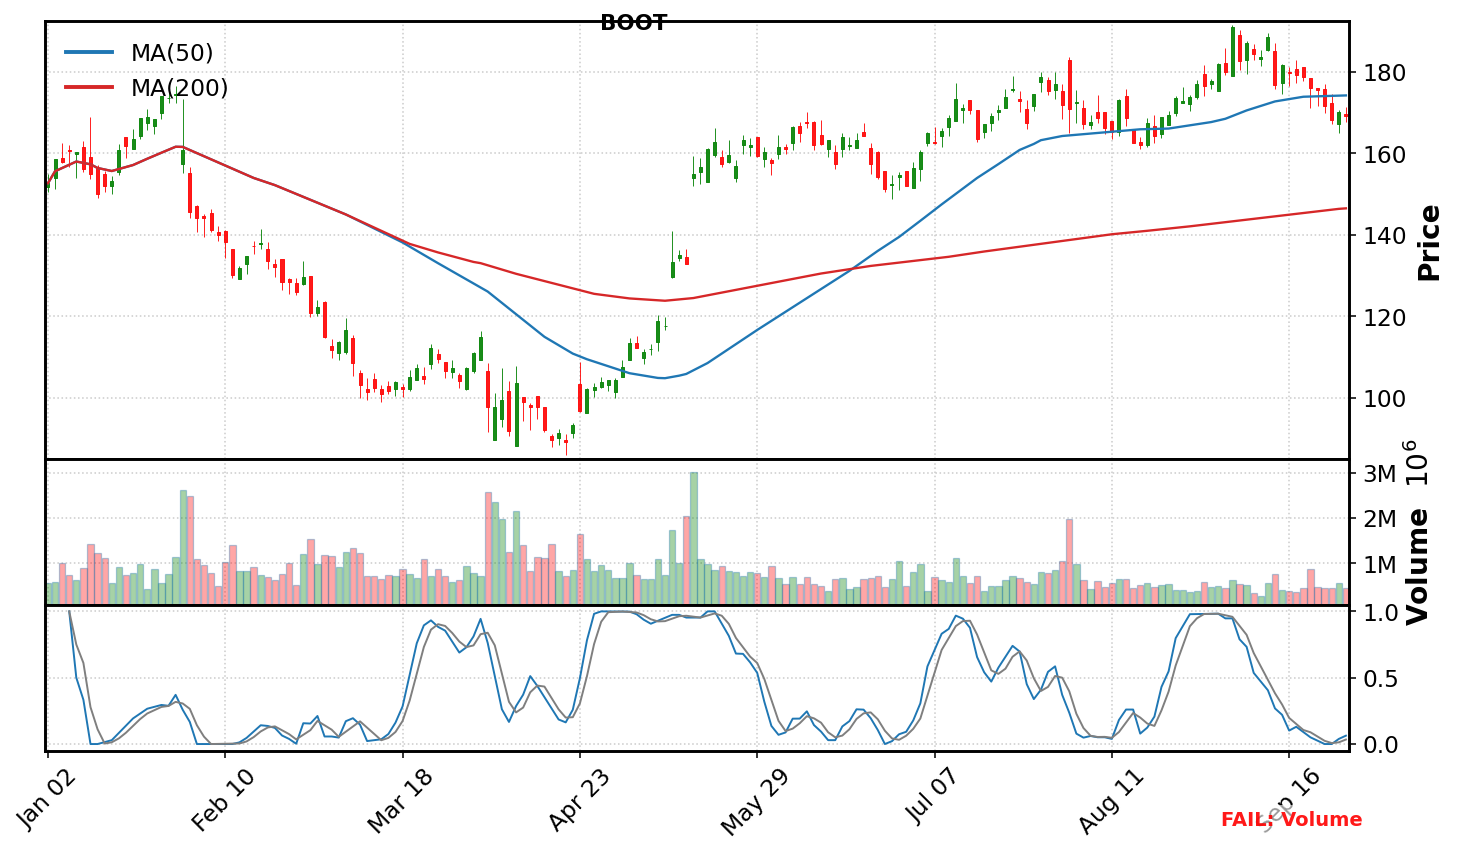 BOOT
MA(50)
MA(200)
180
160
140
120
100
Price
3M
2M
1M
Volume 10⁶
1.0
0.5
0.0
Jan 02
Feb 10
Mar 18
Apr 23
May 29
Jul 07
Aug 11
Sep 16
FAIL: Volume